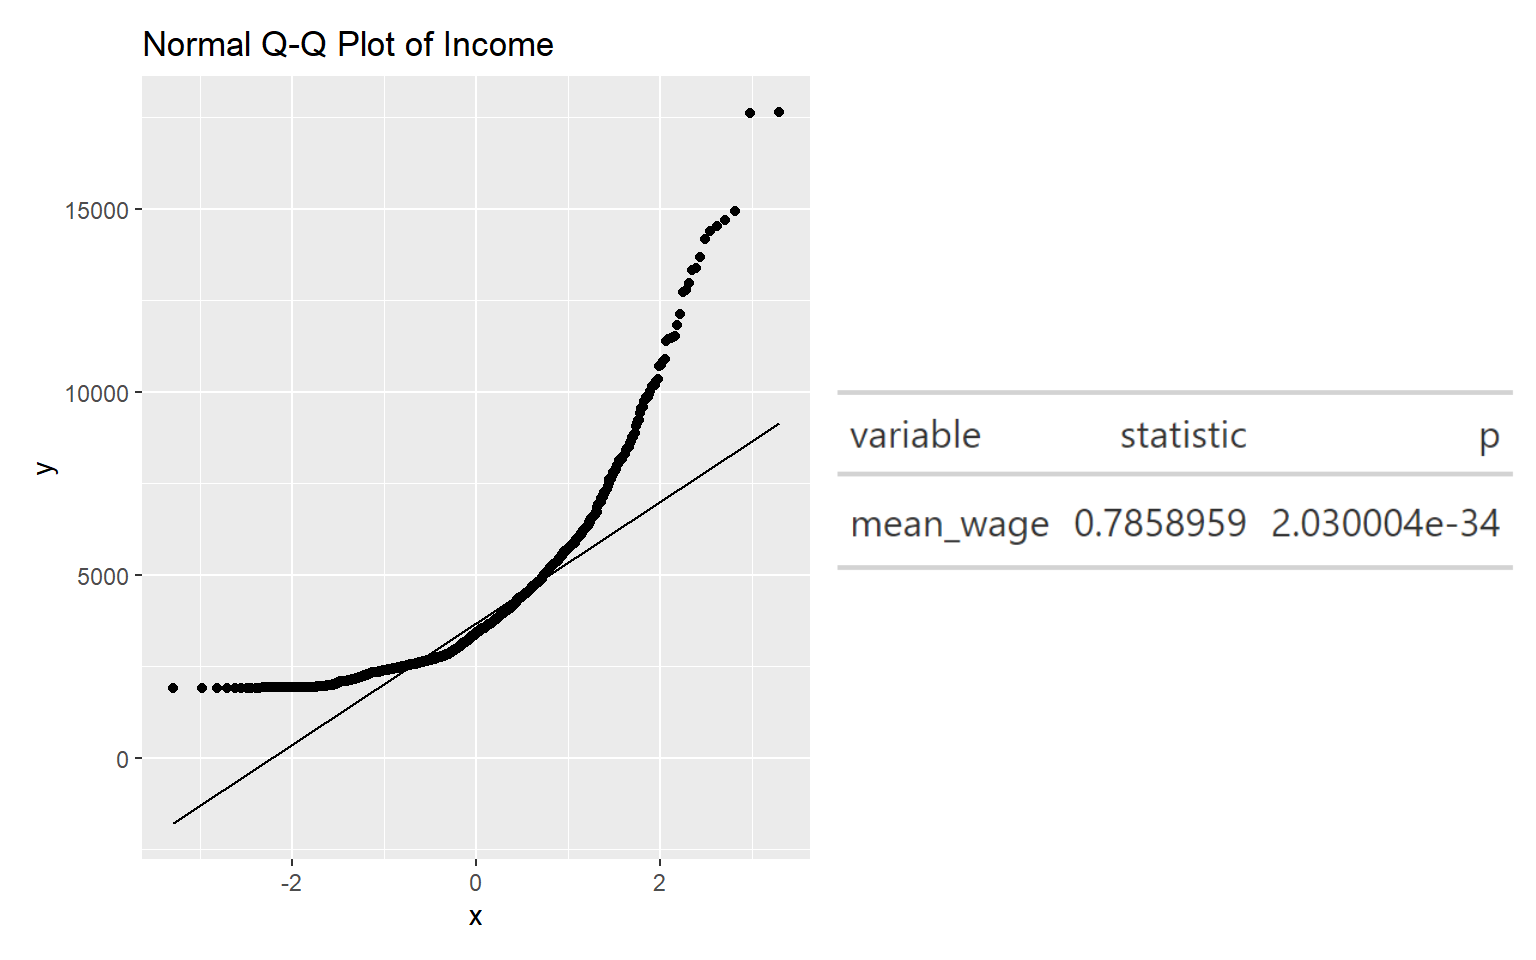 Normal Q-Q Plot of Income
15000
10000
5000
0
y
-2 0 2
x
variable statistic p
mean_wage 0.7858959 2.030004e-34